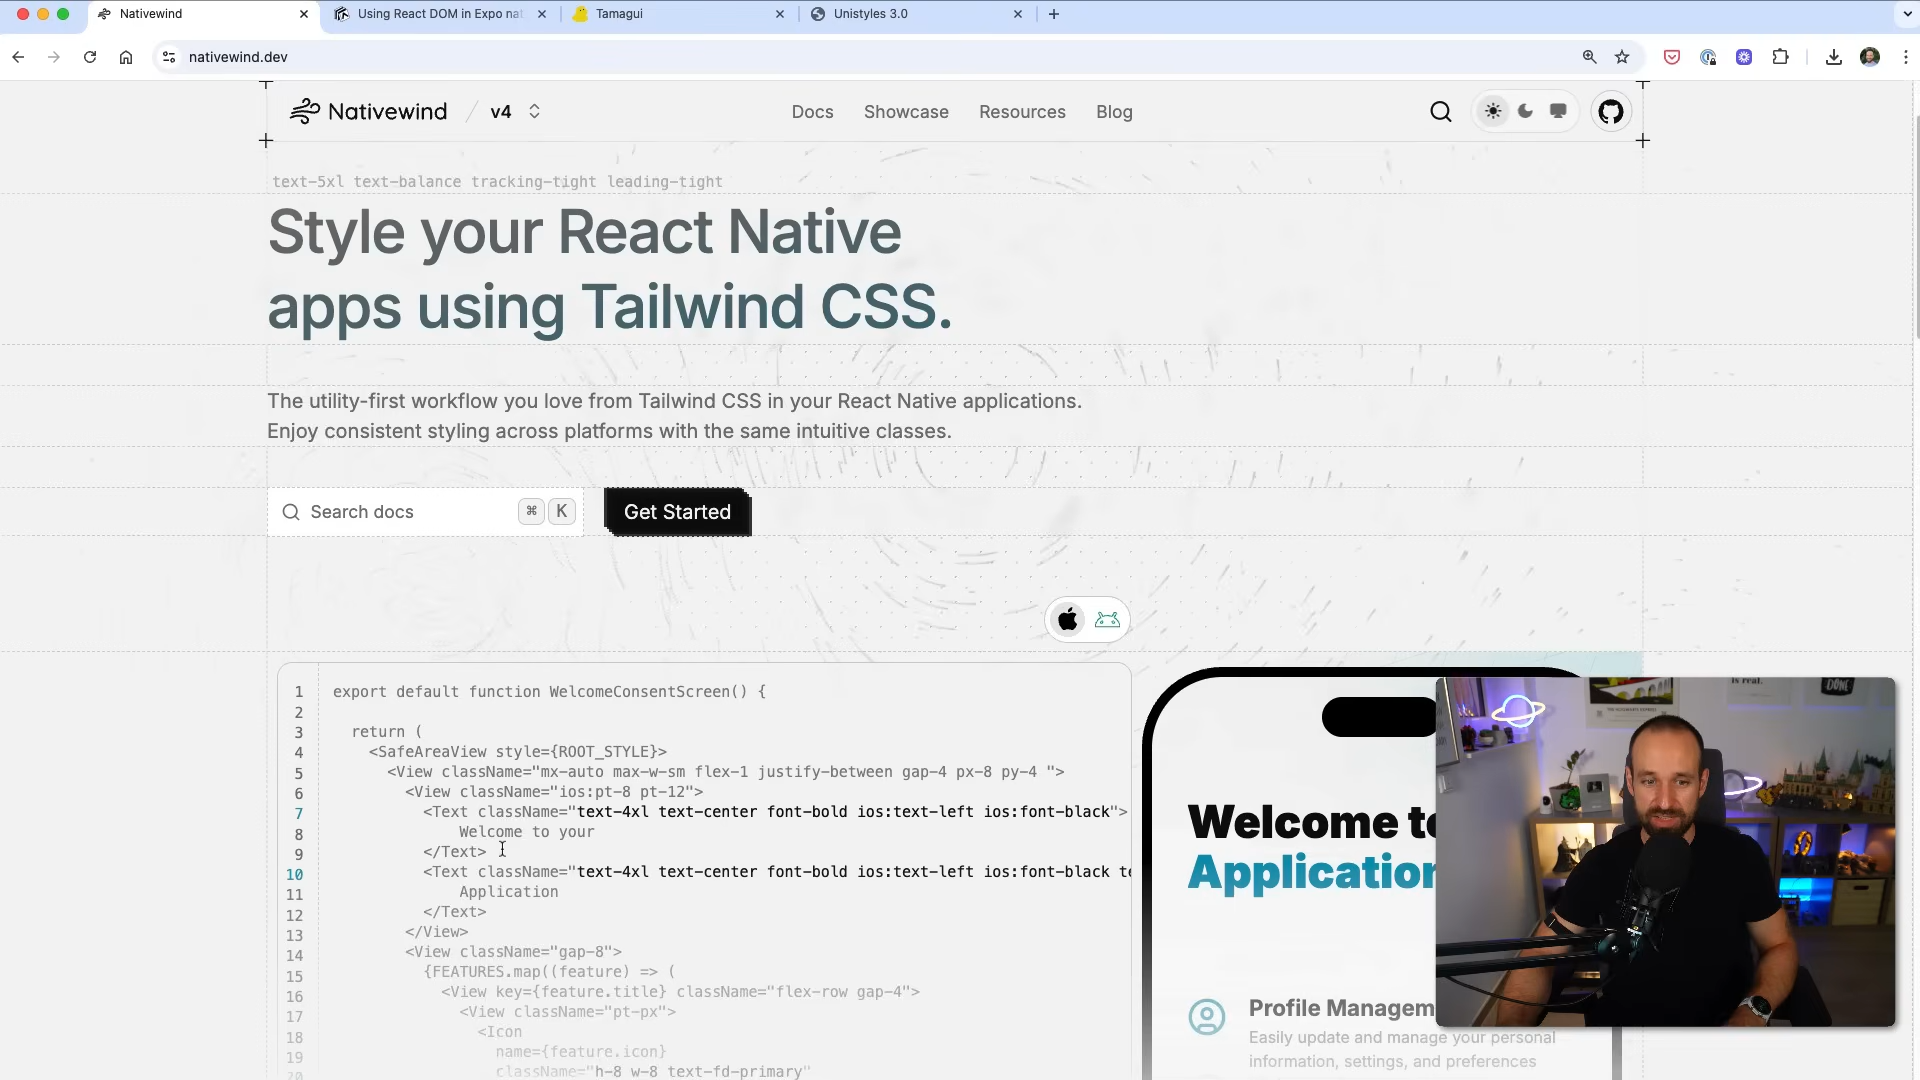 Nativewind
Using React DOM in Expo nat
Tamagui
Unistyles 3.0
nativewind.dev
Nativewind
v4
Docs
Showcase
Resources
Blog
text-5xl text-balance tracking-tight leading-tight
Style your React Native
apps using Tailwind CSS.
The utility-first workflow you love from Tailwind CSS in your React Native applications.
Enjoy consistent styling across platforms with the same intuitive classes.
Search docs
⌘ K
Get Started
1 export default function WelcomeConsentScreen() {
2
3 return (
4 <SafeAreaView style={ROOT_STYLE}>
5 <View className="mx-auto max-w-sm flex-1 justify-between gap-4 px-8 py-4 ">
6 <View className="ios:pt-8 pt-12">
7 <Text className="text-4xl text-center font-bold ios:text-left ios:font-black">
8 Welcome to your
9 </Text>
10 <Text className="text-4xl text-center font-bold ios:text-left ios:font-black te
11 Application
12 </Text>
13 </View>
14 <View className="gap-8">
15 {FEATURES.map((feature) => (
16 <View key={feature.title} className="flex-row gap-4">
17 <View className="pt-px">
18 <Icon
19 name={feature.icon}
20 className="h-8 w-8 text-fd-primary"
Welcome to
Application
Profile Managem
Easily update and manage your personal
information, settings, and preferences
is real.
DONE